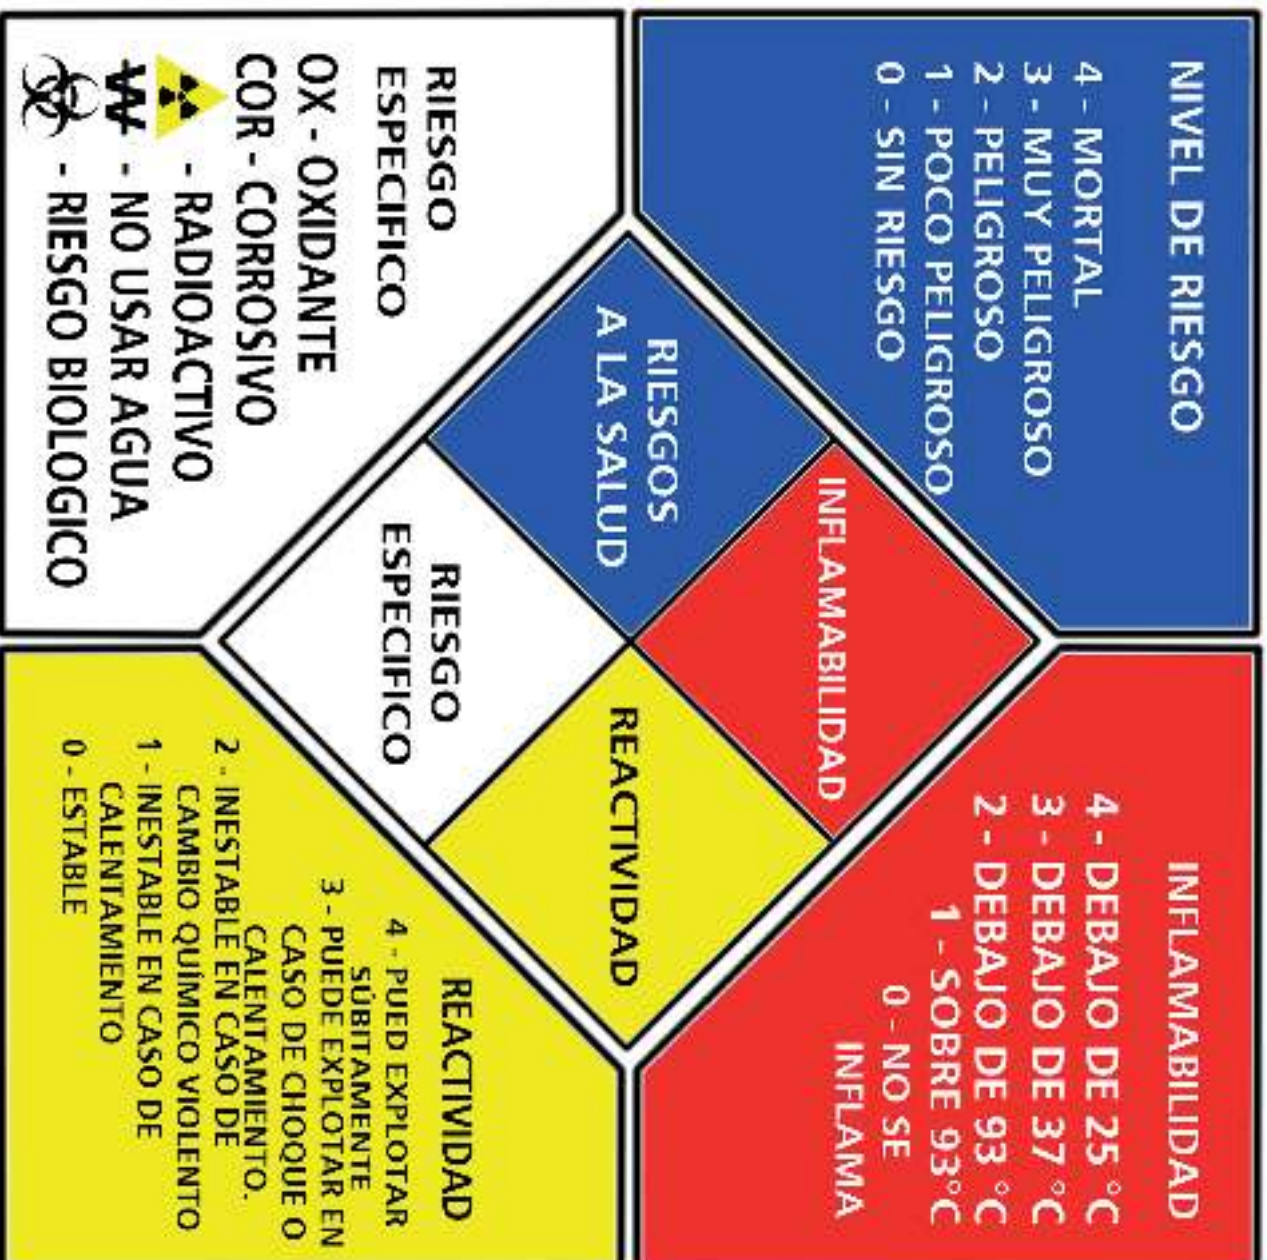 NIVEL DE RIESGO
4 - MORTAL
3 - MUY PELIGROSO
2 - PELIGROSO
1 - POCO PELIGROSO
0 - SIN RIESGO
INFLAMABILIDAD
4 - DEBAJO DE 25 °C
3 - DEBAJO DE 37 °C
2 - DEBAJO DE 93 °C
1 - SOBRE 93°C
0 - NO SE
INFLAMA
INFLAMABILIDAD
RIESGOS
A LA SALUD
REACTIVIDAD
RIESGO
ESPECIFICO
RIESGO
ESPECIFICO
OX - OXIDANTE
COR - CORROSIVO
- RADIOACTIVO
W - NO USAR AGUA
- RIESGO BIOLOGICO
REACTIVIDAD
4 - PUED EXPLOTAR
SÚBITAMENTE
3 - PUEDE EXPLOTAR EN
CASO DE CHOQUE O
CALENTAMIENTO.
2 - INESTABLE EN CASO DE
CAMBIO QUÍMICO VIOLENTO
1 - INESTABLE EN CASO DE
CALENTAMIENTO
0 - ESTABLE